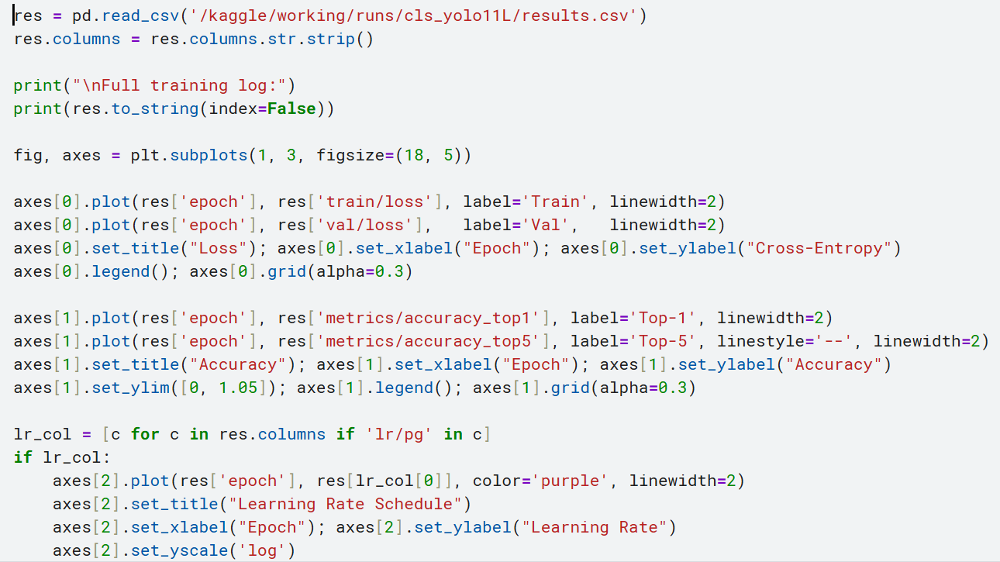 res = pd.read_csv('/kaggle/working/runs/cls_yolo11L/results.csv')
res.columns = res.columns.str.strip()

print("\nFull training log:")
print(res.to_string(index=False))

fig, axes = plt.subplots(1, 3, figsize=(18, 5))

axes[0].plot(res['epoch'], res['train/loss'], label='Train', linewidth=2)
axes[0].plot(res['epoch'], res['val/loss'],   label='Val',   linewidth=2)
axes[0].set_title("Loss"); axes[0].set_xlabel("Epoch"); axes[0].set_ylabel("Cross-Entropy")
axes[0].legend(); axes[0].grid(alpha=0.3)

axes[1].plot(res['epoch'], res['metrics/accuracy_top1'], label='Top-1', linewidth=2)
axes[1].plot(res['epoch'], res['metrics/accuracy_top5'], label='Top-5', linestyle='--', linewidth=2)
axes[1].set_title("Accuracy"); axes[1].set_xlabel("Epoch"); axes[1].set_ylabel("Accuracy")
axes[1].set_ylim([0, 1.05]); axes[1].legend(); axes[1].grid(alpha=0.3)

lr_col = [c for c in res.columns if 'lr/pg' in c]
if lr_col:
    axes[2].plot(res['epoch'], res[lr_col[0]], color='purple', linewidth=2)
    axes[2].set_title("Learning Rate Schedule")
    axes[2].set_xlabel("Epoch"); axes[2].set_ylabel("Learning Rate")
    axes[2].set_yscale('log')